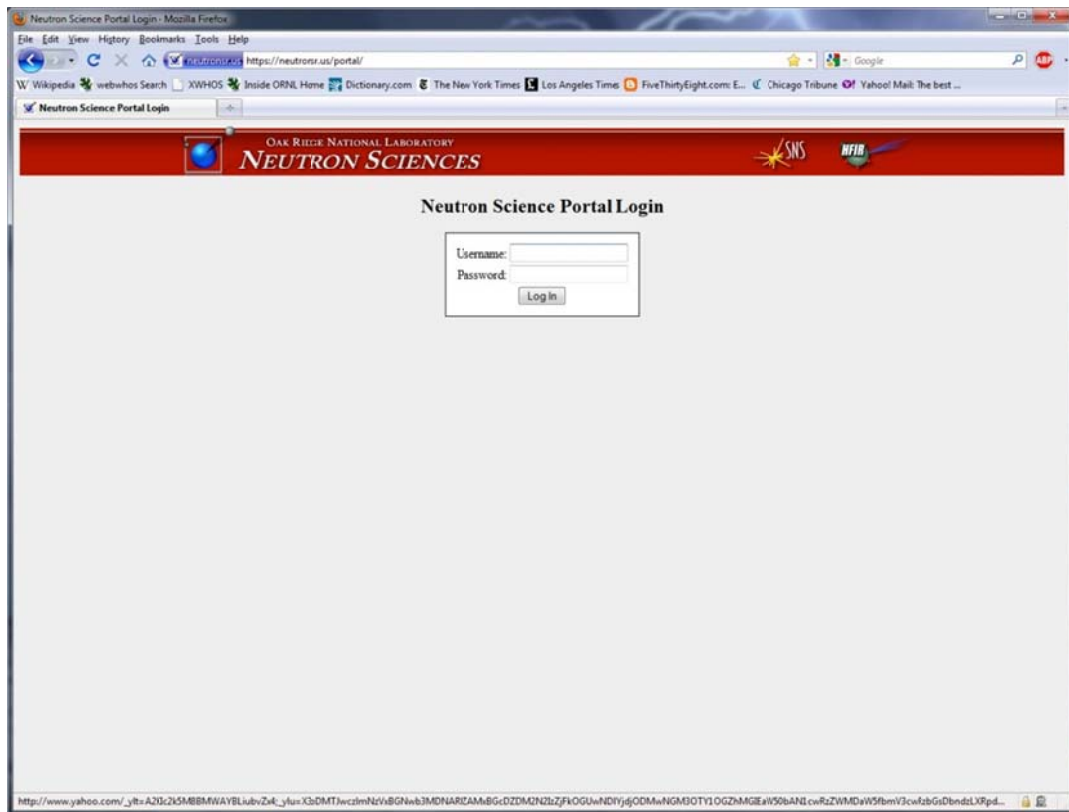 Neutron Science Portal Login - Mozilla Firefox
File Edit View History Bookmarks Tools Help
neutronsr.us https://neutronsr.us/portal/ Google ABP
W Wikipedia webwhos Search XWHOS Inside ORNL Home Dictionary.com The New York Times Los Angeles Times FiveThirtyEight.com: E... Chicago Tribune Yahoo! Mail: The best ...
Neutron Science Portal Login
OAK RIDGE NATIONAL LABORATORY
NEUTRON SCIENCES
SNS HFIR
Neutron Science Portal Login
Username:
Password:
Log In